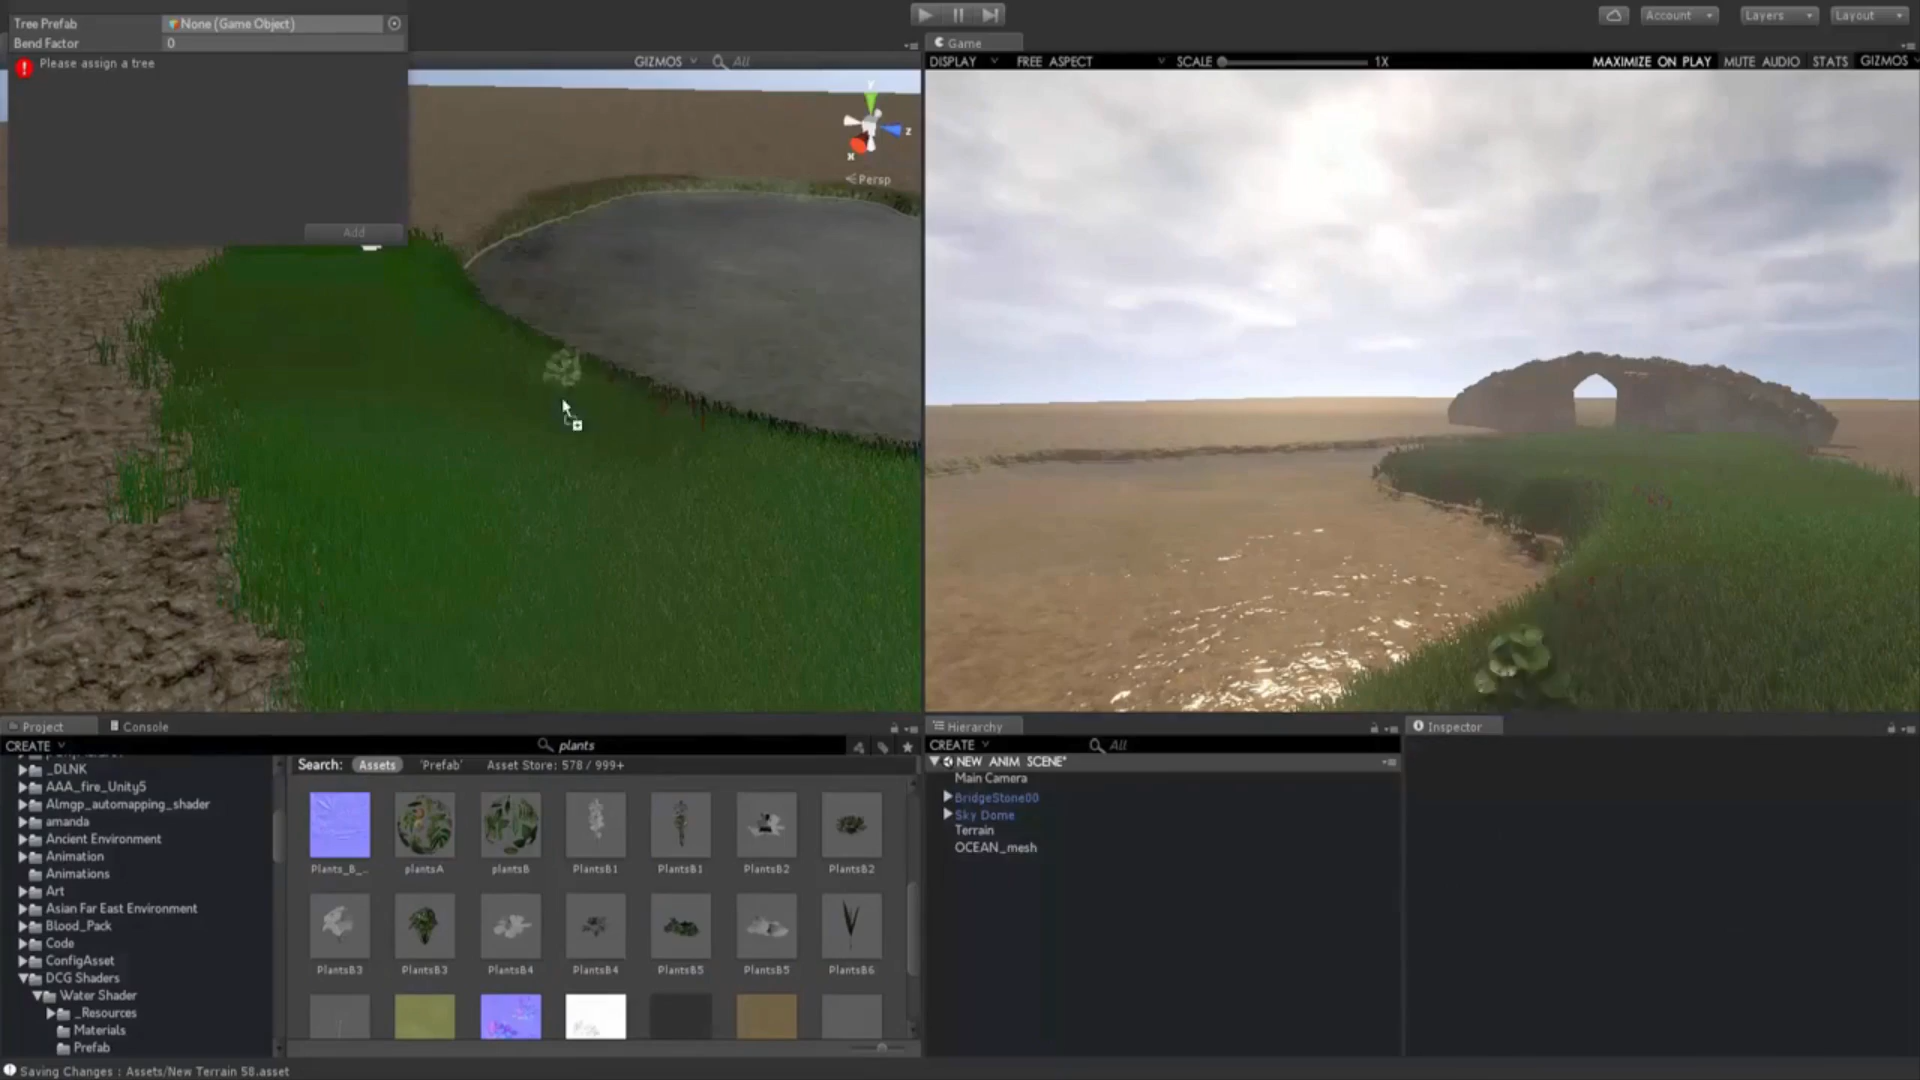 Tree Prefab
None (Game Object)
Bend Factor
0
Please assign a tree
Add
GIZMOS
All
y
z
x
Persp
Account
Layers
Layout
Game
DISPLAY
FREE ASPECT
SCALE
1X
MAXIMIZE ON PLAY
MUTE AUDIO
STATS
GIZMOS
Project
Console
CREATE
plants
_DLNK
AAA_fire_Unity5
Almgp_automapping_shader
amanda
Ancient Environment
Animation
Animations
Art
Asian Far East Environment
Blood_Pack
Code
ConfigAsset
DCG Shaders
Water Shader
_Resources
Materials
Prefab
Search:
Assets
'Prefab'
Asset Store: 578 / 999+
Plants_B_...
plantsA
plantsB
PlantsB1
PlantsB1
PlantsB2
PlantsB2
PlantsB3
PlantsB3
PlantsB4
PlantsB4
PlantsB5
PlantsB5
PlantsB6
Hierarchy
CREATE
All
NEW ANIM SCENE*
Main Camera
BridgeStone00
Sky Dome
Terrain
OCEAN_mesh
Inspector
Saving Changes : Assets/New Terrain 58.asset